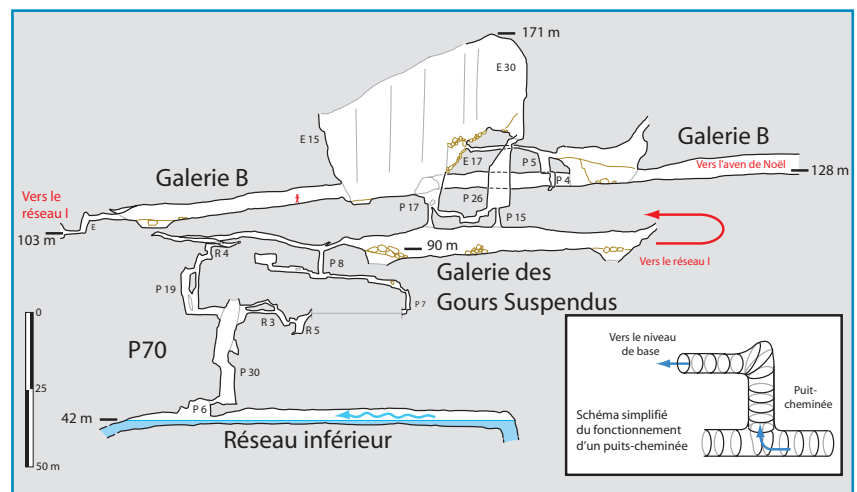 171 m
E 30
E 15
Galerie B
P 5
Vers l'aven de Noël
128 m
E 17
P 4
Galerie B
Vers le
réseau I
P 17
P 26
P 15
E
103 m
R 4
90 m
P 8
Vers le réseau I
Galerie des
Gours Suspendus
P 19
P 7
R 3
R 5
0
25
50 m
P70
P 30
P 6
42 m
Réseau inférieur
Vers le niveau
de base
Puit-
cheminée
Schéma simplifié
du fonctionnement
d'un puits-cheminée